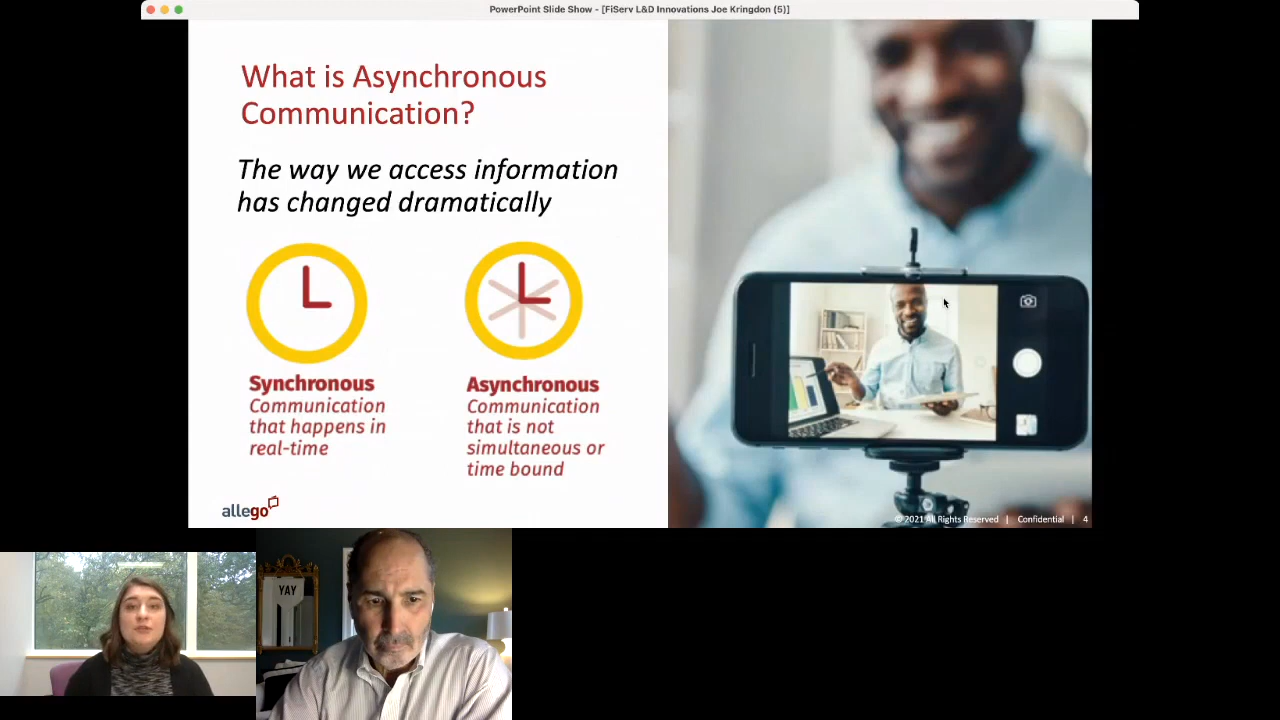 PowerPoint Slide Show - [FiServ L&D Innovations Joe Kringdon (5)]
What is Asynchronous
Communication?
The way we access information
has changed dramatically
Synchronous
Communication
that happens in
real-time
Asynchronous
Communication
that is not
simultaneous or
time bound
allego
© 2021 All Rights Reserved | Confidential | 4
YAY